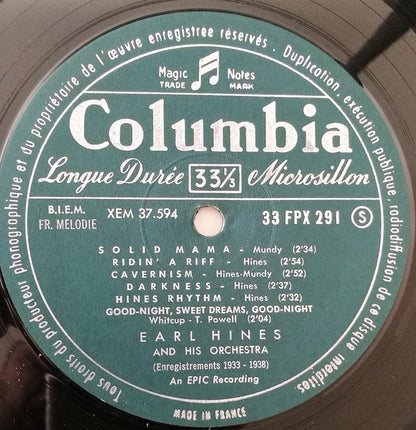 Tous droits du producteur phonographique et du propriétaire de l'œuvre enregistrée réservés. Duplication, exécution publique, radiodiffusion de ce disque interdites.
Magic Notes
TRADE MARK
Columbia
Longue Durée 33⅓ Microsillon
B.I.E.M. XEM 37.594 33 FPX 291 S
FR. MELODIE
SOLID MAMA - Mundy (2'34)
RIDIN' A RIFF - Hines (2'54)
CAVERNISM - Hines-Mundy (2'52)
DARKNESS - Hines (2'37)
HINES RHYTHM - Hines (2'32)
GOOD-NIGHT, SWEET DREAMS, GOOD-NIGHT
Whitcup - T. Powell (2'04)
EARL HINES
AND HIS ORCHESTRA
(Enregistrements 1933 - 1938)
An EPIC Recording
MADE IN FRANCE